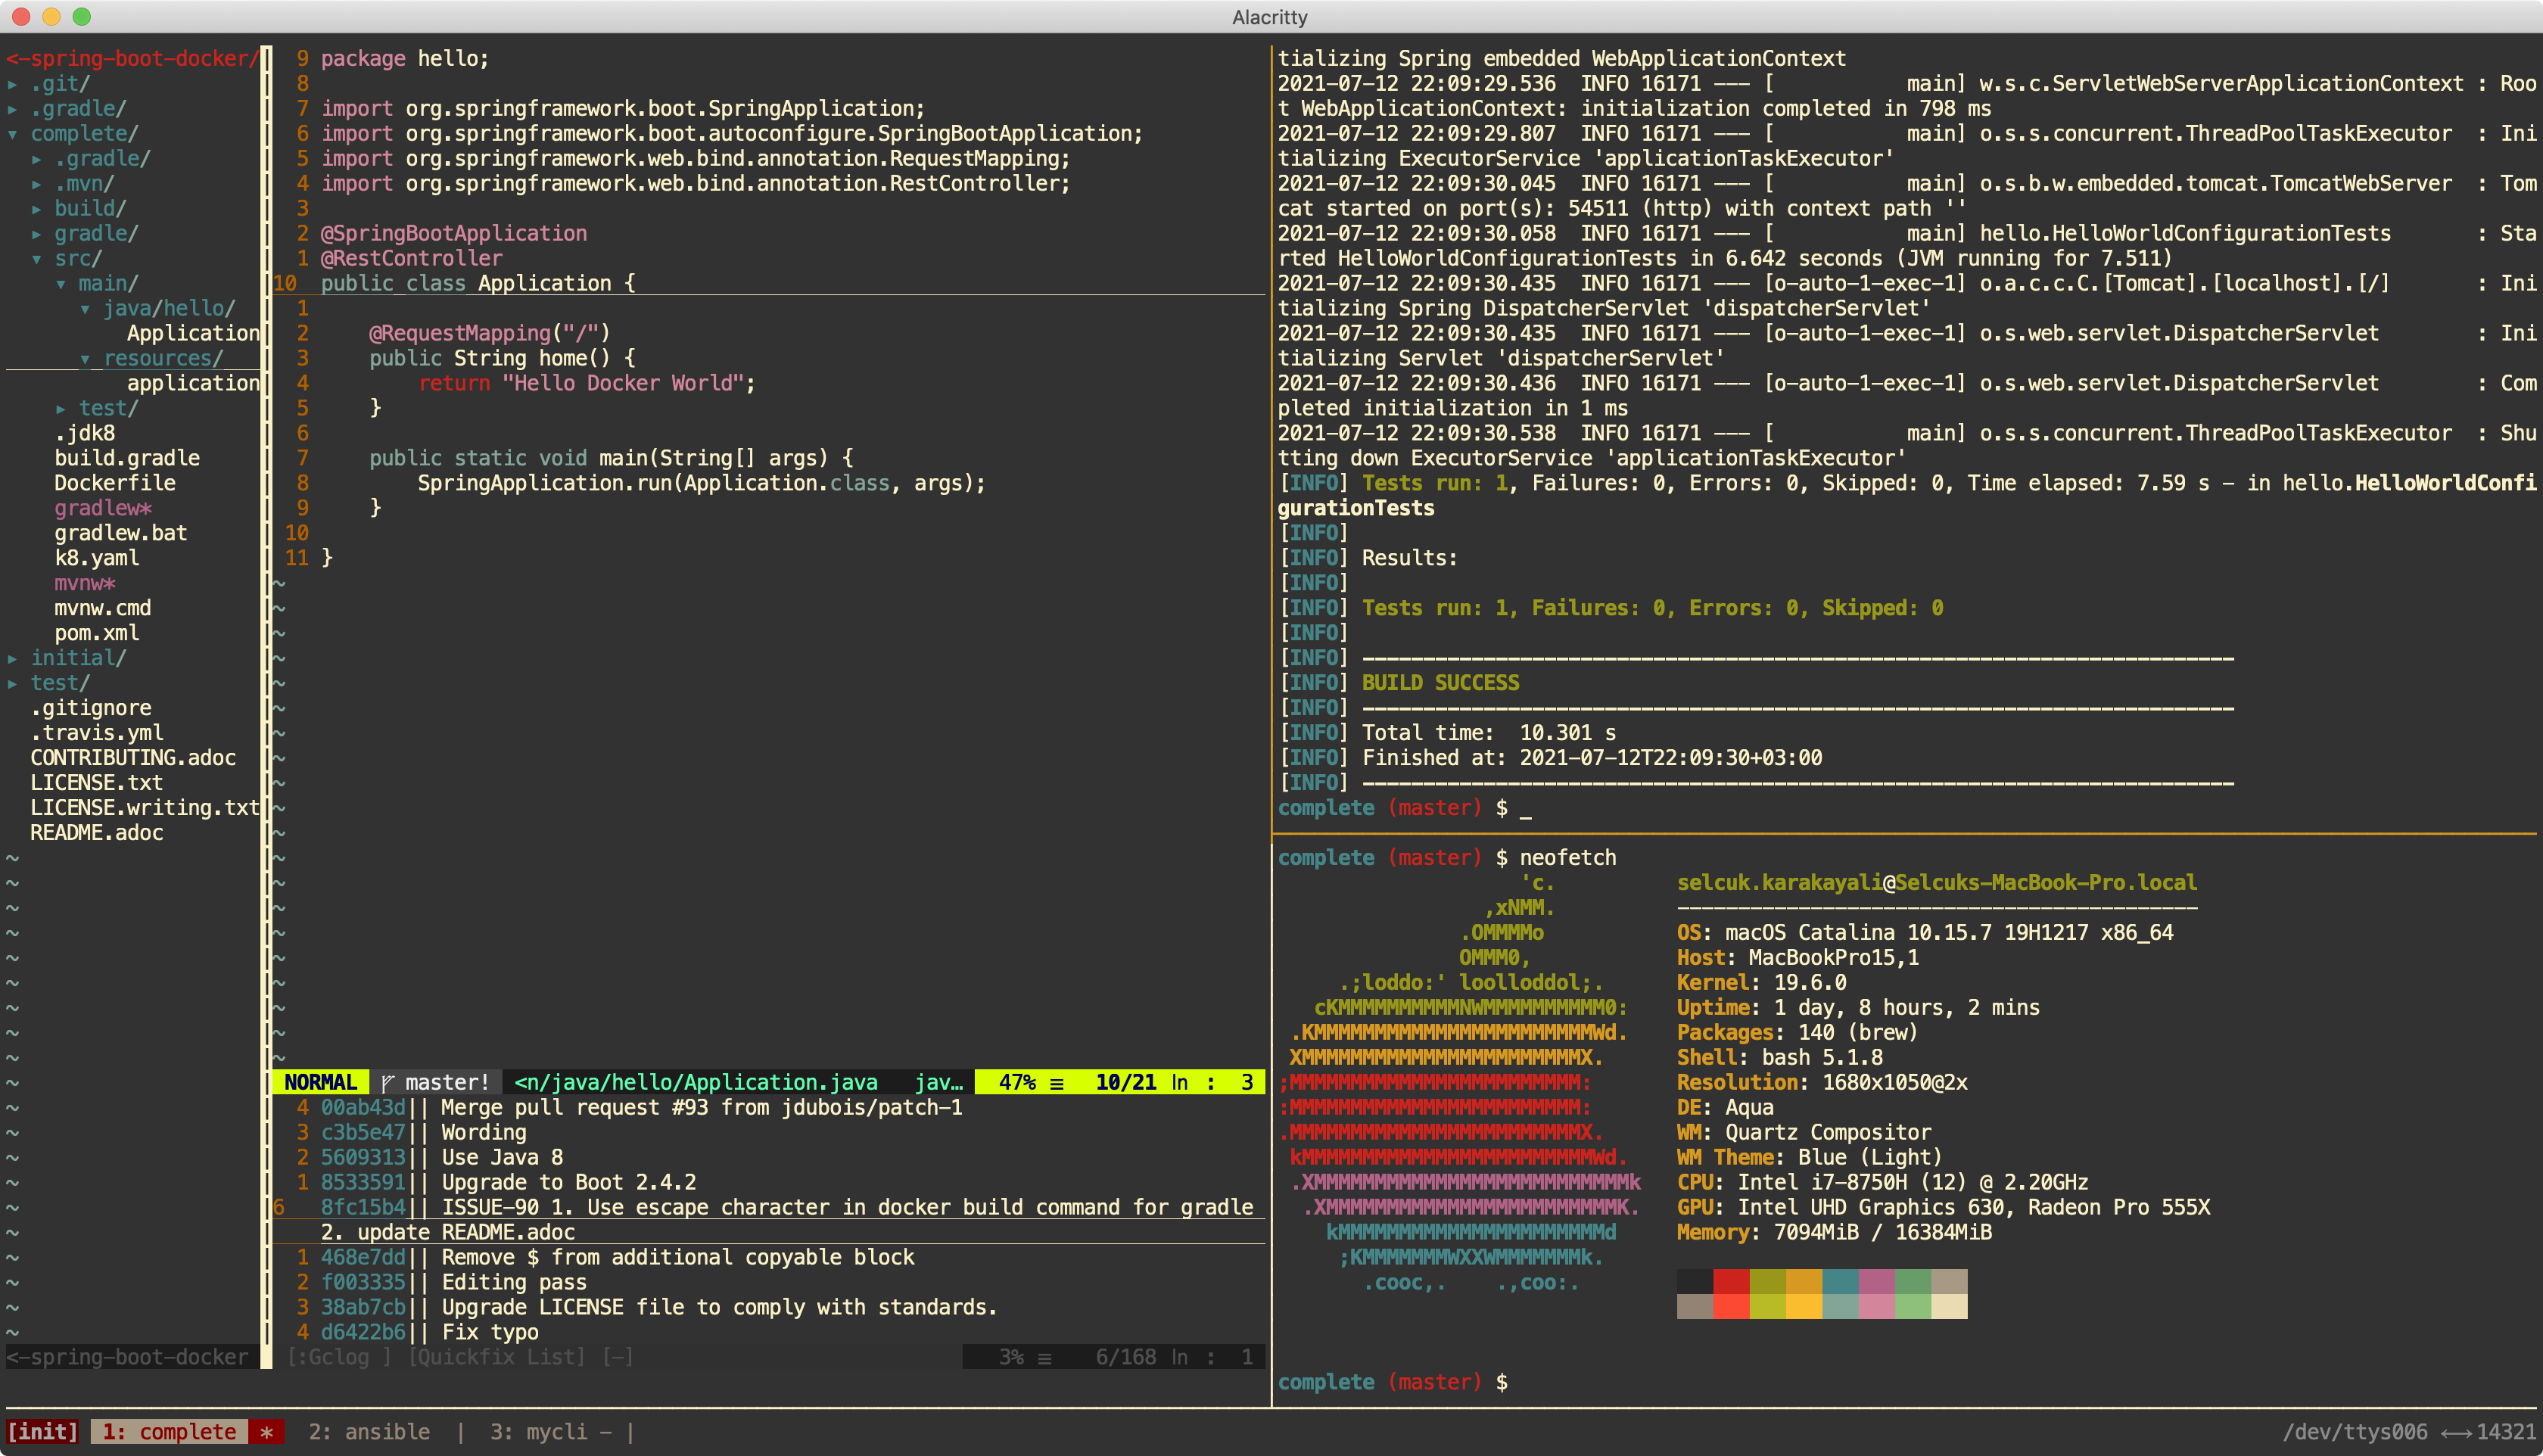 Alacritty
<-spring-boot-docker/
▸ .git/
▸ .gradle/
▾ complete/
▸ .gradle/
▸ .mvn/
▸ build/
▸ gradle/
▾ src/
▾ main/
▾ java/hello/
Application
▾ resources/
application
▸ test/
.jdk8
build.gradle
Dockerfile
gradlew*
gradlew.bat
k8.yaml
mvnw*
mvnw.cmd
pom.xml
▸ initial/
▸ test/
.gitignore
.travis.yml
CONTRIBUTING.adoc
LICENSE.txt
LICENSE.writing.txt
README.adoc
<-spring-boot-docker
9 package hello;
8
7 import org.springframework.boot.SpringApplication;
6 import org.springframework.boot.autoconfigure.SpringBootApplication;
5 import org.springframework.web.bind.annotation.RequestMapping;
4 import org.springframework.web.bind.annotation.RestController;
3
2 @SpringBootApplication
1 @RestController
10 public class Application {
1
2     @RequestMapping("/")
3     public String home() {
4         return "Hello Docker World";
5     }
6
7     public static void main(String[] args) {
8         SpringApplication.run(Application.class, args);
9     }
10
11 }
NORMAL master! <n/java/hello/Application.java jav… 47% ≡ 10/21 ln : 3
4 00ab43d|| Merge pull request #93 from jdubois/patch-1
3 c3b5e47|| Wording
2 5609313|| Use Java 8
1 8533591|| Upgrade to Boot 2.4.2
6 8fc15b4|| ISSUE-90 1. Use escape character in docker build command for gradle
2. update README.adoc
1 468e7dd|| Remove $ from additional copyable block
2 f003335|| Editing pass
3 38ab7cb|| Upgrade LICENSE file to comply with standards.
4 d6422b6|| Fix typo
[:Gclog ] [Quickfix List] [-] 3% ≡ 6/168 ln : 1
tializing Spring embedded WebApplicationContext
2021-07-12 22:09:29.536  INFO 16171 --- [           main] w.s.c.ServletWebServerApplicationContext : Roo
t WebApplicationContext: initialization completed in 798 ms
2021-07-12 22:09:29.807  INFO 16171 --- [           main] o.s.s.concurrent.ThreadPoolTaskExecutor  : Ini
tializing ExecutorService 'applicationTaskExecutor'
2021-07-12 22:09:30.045  INFO 16171 --- [           main] o.s.b.w.embedded.tomcat.TomcatWebServer  : Tom
cat started on port(s): 54511 (http) with context path ''
2021-07-12 22:09:30.058  INFO 16171 --- [           main] hello.HelloWorldConfigurationTests       : Sta
rted HelloWorldConfigurationTests in 6.642 seconds (JVM running for 7.511)
2021-07-12 22:09:30.435  INFO 16171 --- [o-auto-1-exec-1] o.a.c.c.C.[Tomcat].[localhost].[/]       : Ini
tializing Spring DispatcherServlet 'dispatcherServlet'
2021-07-12 22:09:30.435  INFO 16171 --- [o-auto-1-exec-1] o.s.web.servlet.DispatcherServlet        : Ini
tializing Servlet 'dispatcherServlet'
2021-07-12 22:09:30.436  INFO 16171 --- [o-auto-1-exec-1] o.s.web.servlet.DispatcherServlet        : Com
pleted initialization in 1 ms
2021-07-12 22:09:30.538  INFO 16171 --- [           main] o.s.s.concurrent.ThreadPoolTaskExecutor  : Shu
tting down ExecutorService 'applicationTaskExecutor'
[INFO] Tests run: 1, Failures: 0, Errors: 0, Skipped: 0, Time elapsed: 7.59 s - in hello.HelloWorldConfi
gurationTests
[INFO]
[INFO] Results:
[INFO]
[INFO] Tests run: 1, Failures: 0, Errors: 0, Skipped: 0
[INFO]
[INFO] ------------------------------------------------------------------------
[INFO] BUILD SUCCESS
[INFO] ------------------------------------------------------------------------
[INFO] Total time:  10.301 s
[INFO] Finished at: 2021-07-12T22:09:30+03:00
[INFO] ------------------------------------------------------------------------
complete (master) $ _
complete (master) $ neofetch
selcuk.karakayali@Selcuks-MacBook-Pro.local
-------------------------------------------
OS: macOS Catalina 10.15.7 19H1217 x86_64
Host: MacBookPro15,1
Kernel: 19.6.0
Uptime: 1 day, 8 hours, 2 mins
Packages: 140 (brew)
Shell: bash 5.1.8
Resolution: 1680x1050@2x
DE: Aqua
WM: Quartz Compositor
WM Theme: Blue (Light)
CPU: Intel i7-8750H (12) @ 2.20GHz
GPU: Intel UHD Graphics 630, Radeon Pro 555X
Memory: 7094MiB / 16384MiB
complete (master) $
[init] 1: complete * 2: ansible | 3: mycli - | /dev/ttys006 ⟷ 14321